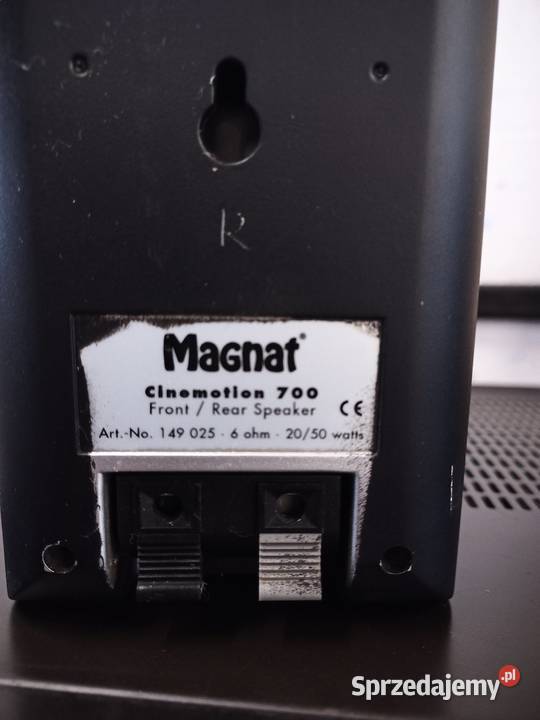 R
Magnat®
Cinemotion 700
Front / Rear Speaker CE
Art.-No. 149 025 · 6 ohm · 20/50 watts
Sprzedajemy.pl